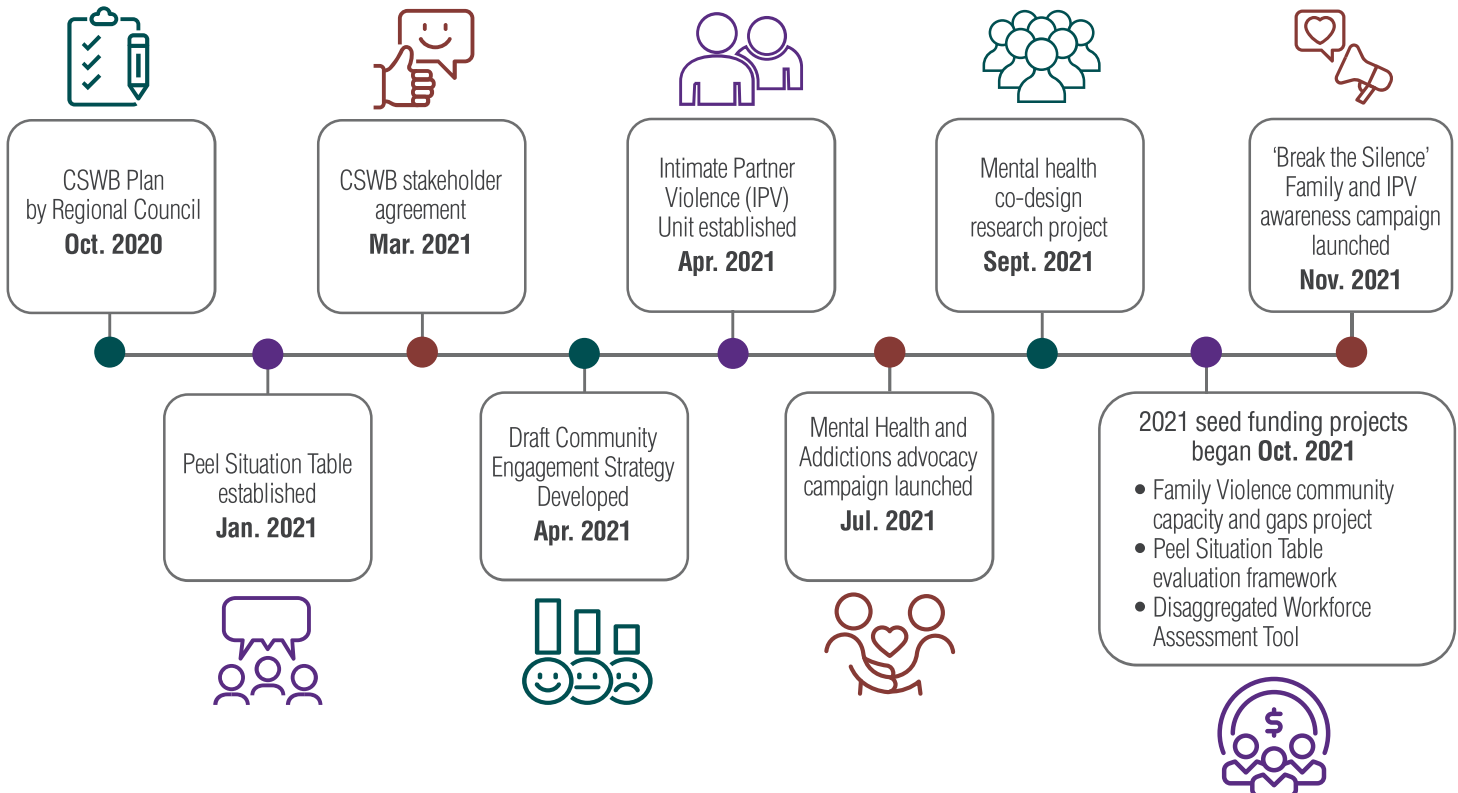 CSWB Plan
by Regional Council
Oct. 2020
Peel Situation Table
established
Jan. 2021
CSWB stakeholder
agreement
Mar. 2021
Draft Community
Engagement Strategy
Developed
Apr. 2021
Intimate Partner
Violence (IPV)
Unit established
Apr. 2021
Mental Health and
Addictions advocacy
campaign launched
Jul. 2021
Mental health
co-design
research project
Sept. 2021
2021 seed funding projects
began Oct. 2021
• Family Violence community
capacity and gaps project
• Peel Situation Table
evaluation framework
• Disaggregated Workforce
Assessment Tool
$
‘Break the Silence’
Family and IPV
awareness campaign
launched
Nov. 2021